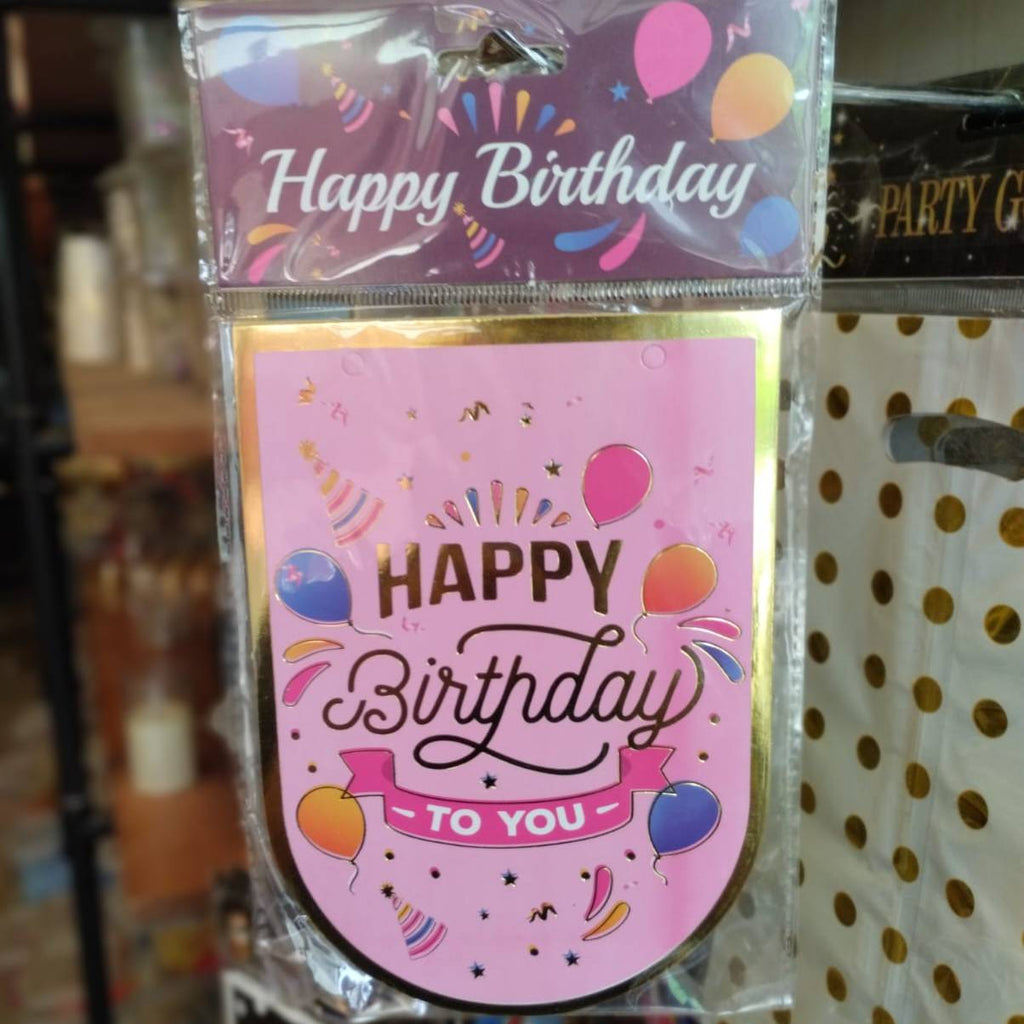 Happy Birthday
PARTY G
HAPPY
Birthday
- TO YOU -